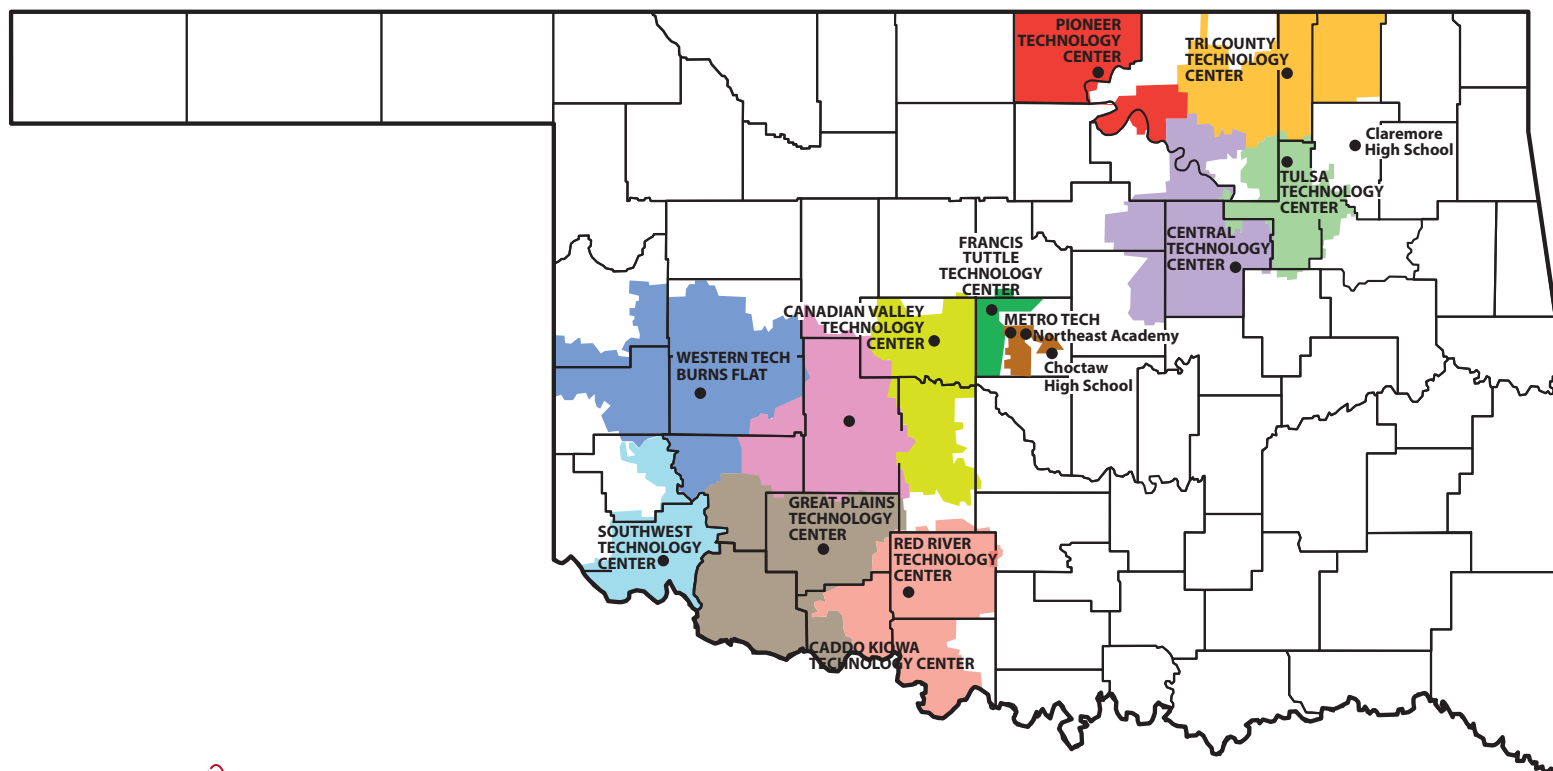 PIONEER
TECHNOLOGY
CENTER
TRI COUNTY
TECHNOLOGY
CENTER
Claremore
High School
TULSA
TECHNOLOGY
CENTER
CENTRAL
TECHNOLOGY
CENTER
FRANCIS
TUTTLE
TECHNOLOGY
CENTER
CANADIAN VALLEY
TECHNOLOGY
CENTER
METRO TECH
Northeast Academy
Choctaw
High School
WESTERN TECH
BURNS FLAT
GREAT PLAINS
TECHNOLOGY
CENTER
SOUTHWEST
TECHNOLOGY
CENTER
RED RIVER
TECHNOLOGY
CENTER
CADDO KIOWA
TECHNOLOGY CENTER